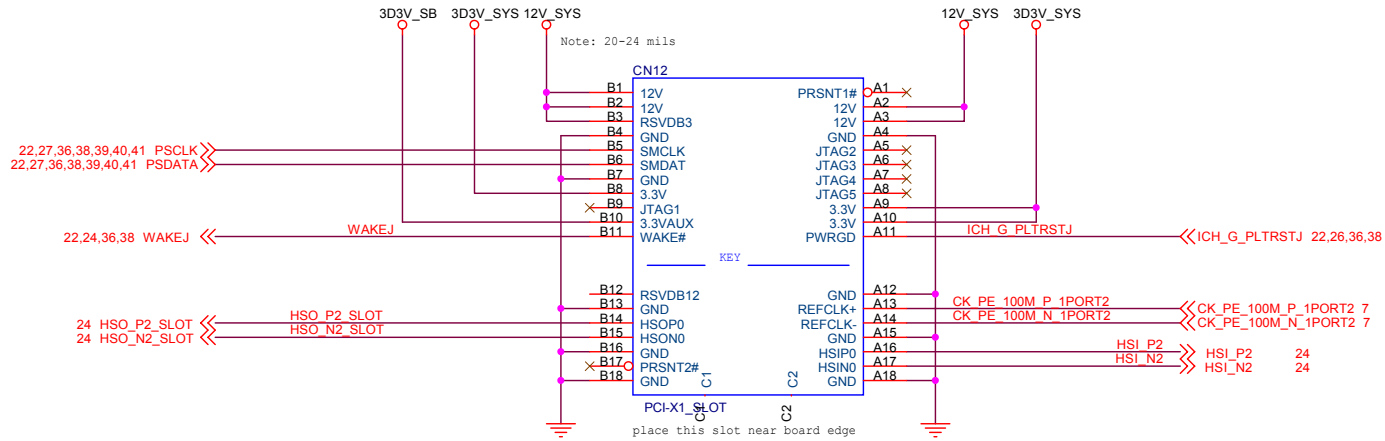 3D3V_SB 3D3V_SYS 12V_SYS 12V_SYS 3D3V_SYS
Note: 20-24 mils
CN12
B1 12V PRSNT1# A1
B2 12V 12V A2
B3 RSVDB3 12V A3
B4 GND GND A4
22,27,36,38,39,40,41 PSCLK B5 SMCLK JTAG2 A5
22,27,36,38,39,40,41 PSDATA B6 SMDAT JTAG3 A6
B7 GND JTAG4 A7
B8 3.3V JTAG5 A8
B9 JTAG1 3.3V A9
B10 3.3VAUX 3.3V A10
22,24,36,38 WAKEJ WAKEJ B11 WAKE# PWRGD A11 ICH_G_PLTRSTJ ICH_G_PLTRSTJ 22,26,36,38
KEY
B12 RSVDB12 GND A12
B13 GND REFCLK+ A13 CK_PE_100M_P_1PORT2 CK_PE_100M_P_1PORT2 7
24 HSO_P2_SLOT HSO_P2_SLOT B14 HSOP0 REFCLK- A14 CK_PE_100M_N_1PORT2 CK_PE_100M_N_1PORT2 7
24 HSO_N2_SLOT HSO_N2_SLOT B15 HSON0 GND A15
B16 GND HSIP0 A16 HSI_P2 HSI_P2 24
B17 PRSNT2# HSIN0 A17 HSI_N2 HSI_N2 24
B18 GND C1 C2 GND A18
PCI-X1_SLOT C1 C2
place this slot near board edge